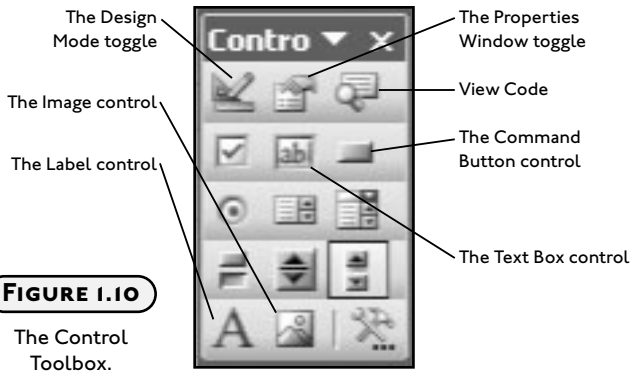 The Design
Mode toggle
The Properties
Window toggle
Contro
The Image control
View Code
The Label control
The Command
Button control
ab
The Text Box control
FIGURE 1.10
A
The Control
Toolbox.